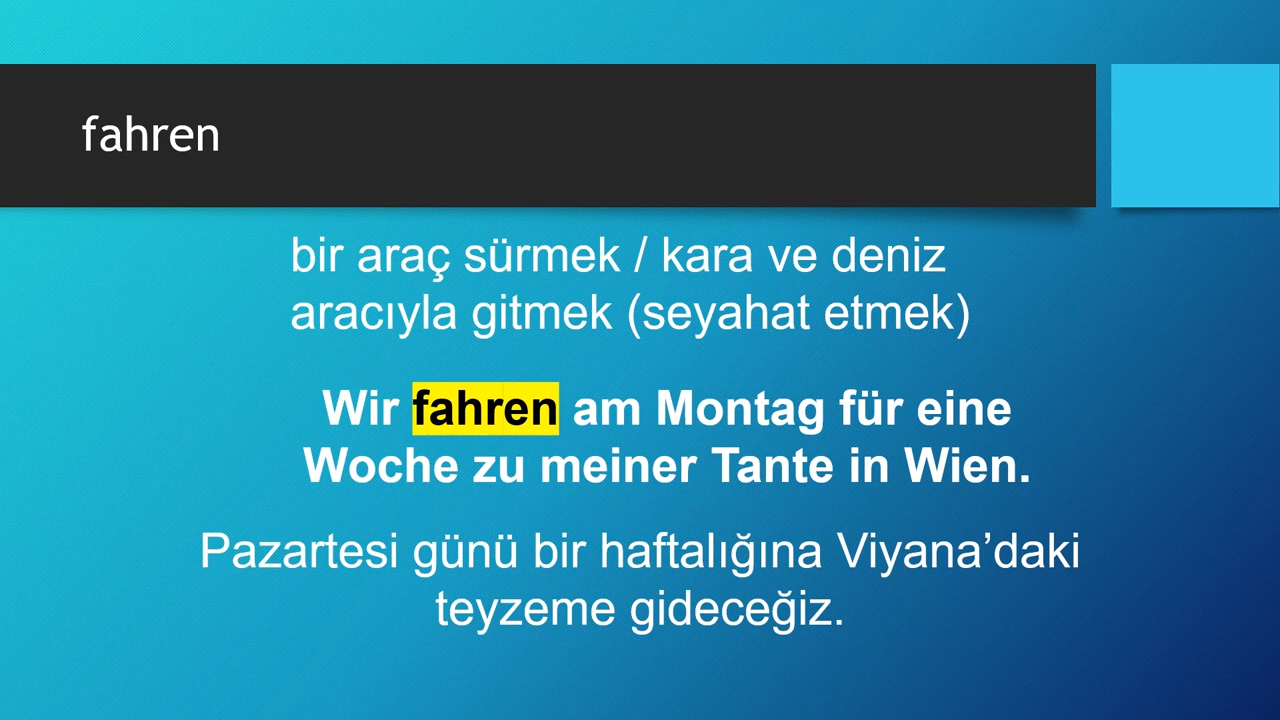 fahren
bir araç sürmek / kara ve deniz
aracıyla gitmek (seyahat etmek)
Wir fahren am Montag für eine
Woche zu meiner Tante in Wien.
Pazartesi günü bir haftalığına Viyana’daki
teyzeme gideceğiz.